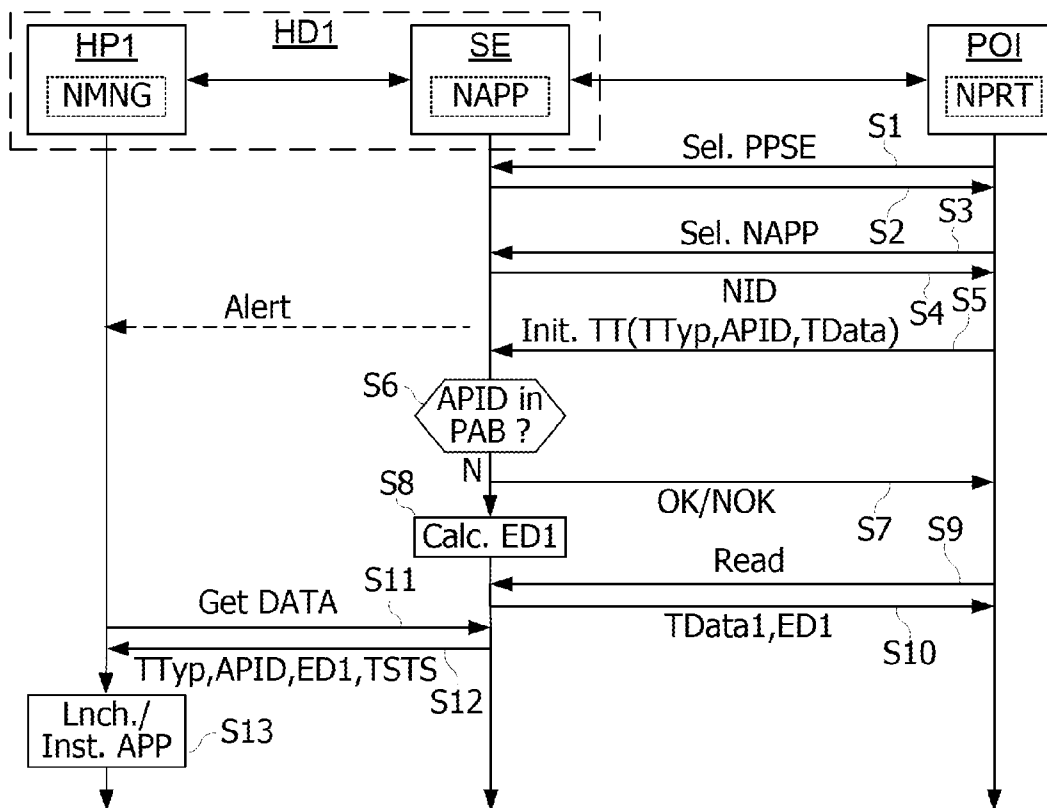 HP1
HD1
SE
POI
NMNG
NAPP
NPRT
S1
Sel. PPSE
S2
S3
Sel. NAPP
NID
S4
S5
Alert
Init. TT(TTyp,APID,TData)
S6
APID in
PAB ?
N
S8
OK/NOK
S7
S9
Calc. ED1
Read
S11
Get DATA
TData1,ED1
S10
TTyp,APID,ED1,TSTS
S12
Lnch./
Inst. APP
S13